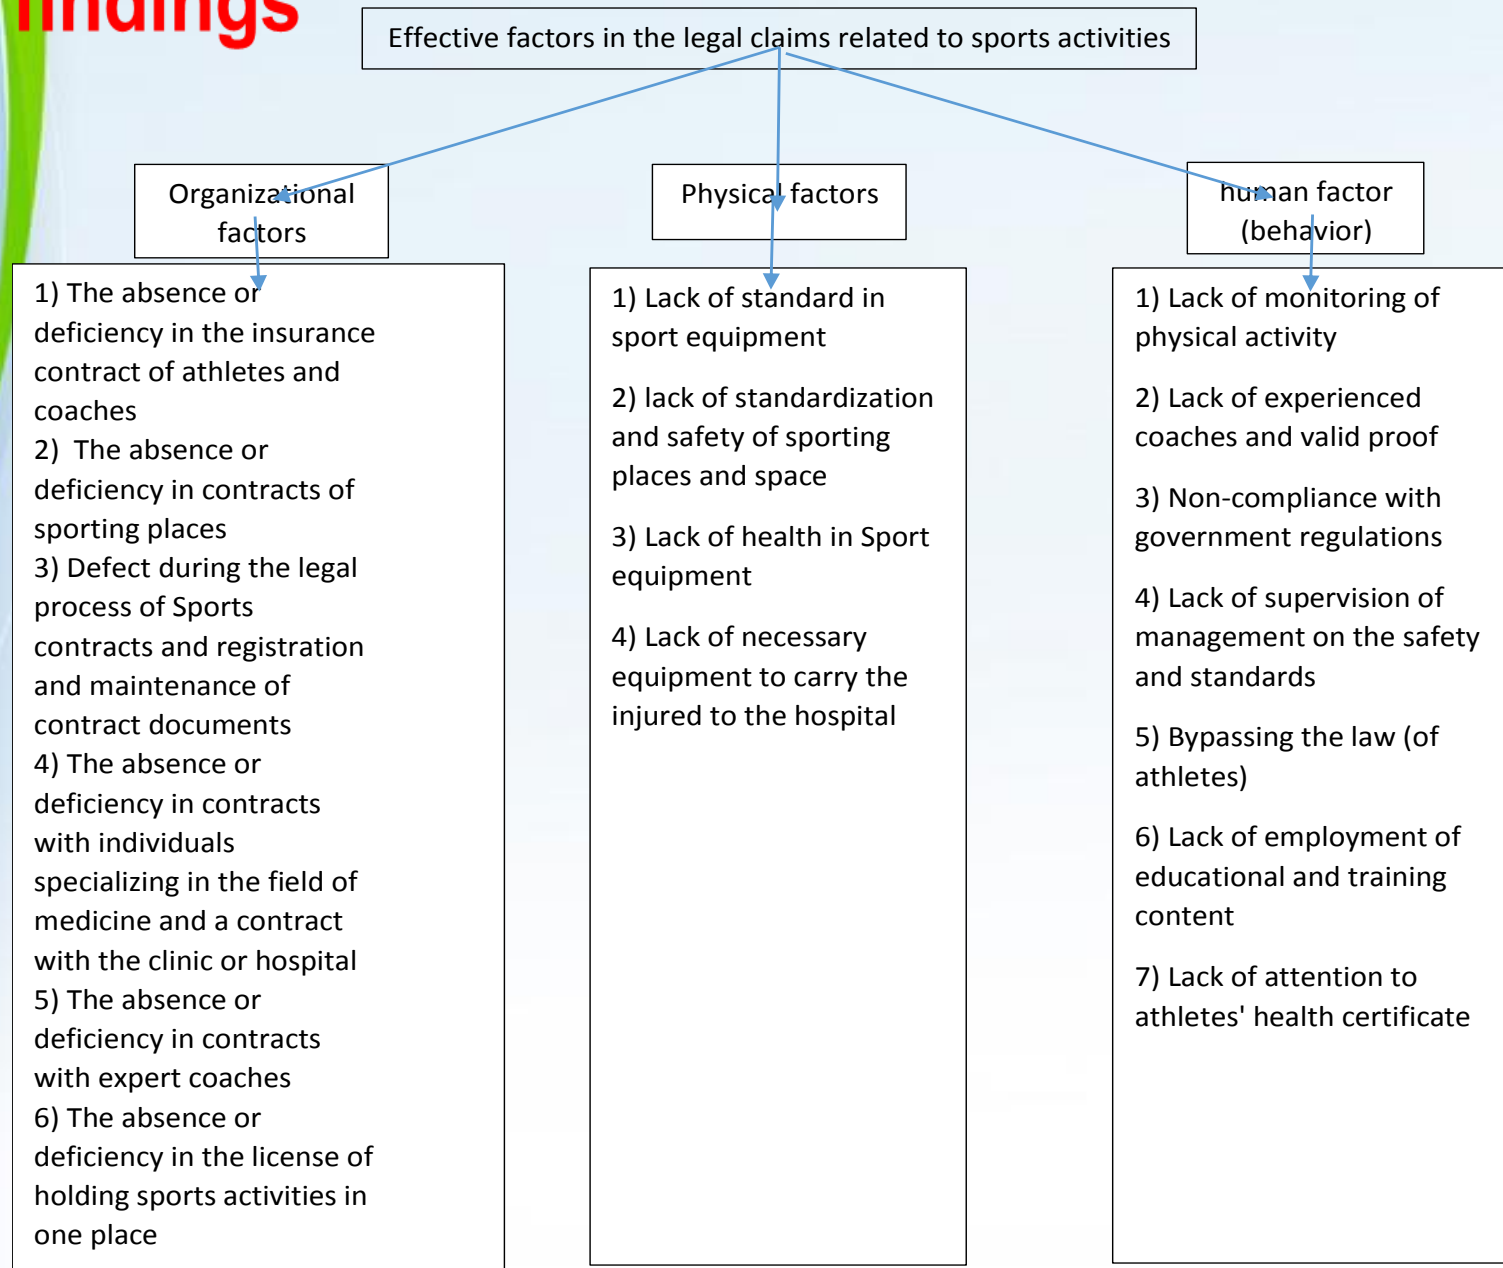 findings
Effective factors in the legal claims related to sports activities
Organizational
factors
Physical factors
human factor
(behavior)
1) The absence or
deficiency in the insurance
contract of athletes and
coaches
2) The absence or
deficiency in contracts of
sporting places
3) Defect during the legal
process of Sports
contracts and registration
and maintenance of
contract documents
4) The absence or
deficiency in contracts
with individuals
specializing in the field of
medicine and a contract
with the clinic or hospital
5) The absence or
deficiency in contracts
with expert coaches
6) The absence or
deficiency in the license of
holding sports activities in
one place
1) Lack of standard in
sport equipment
2) lack of standardization
and safety of sporting
places and space
3) Lack of health in Sport
equipment
4) Lack of necessary
equipment to carry the
injured to the hospital
1) Lack of monitoring of
physical activity
2) Lack of experienced
coaches and valid proof
3) Non-compliance with
government regulations
4) Lack of supervision of
management on the safety
and standards
5) Bypassing the law (of
athletes)
6) Lack of employment of
educational and training
content
7) Lack of attention to
athletes' health certificate